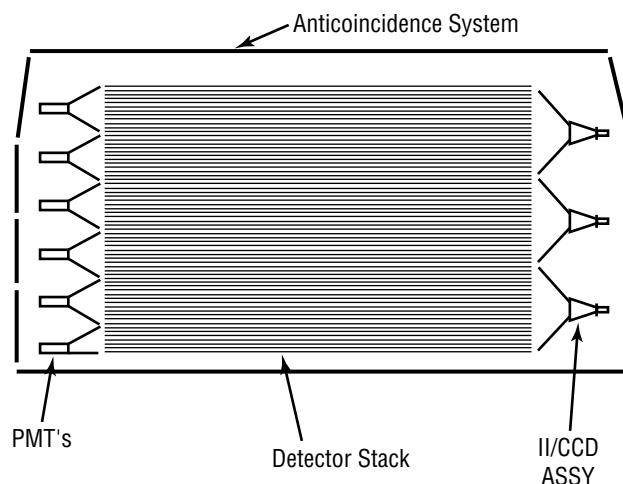 Anticoincidence System
PMT's
Detector Stack
II/CCD
ASSY